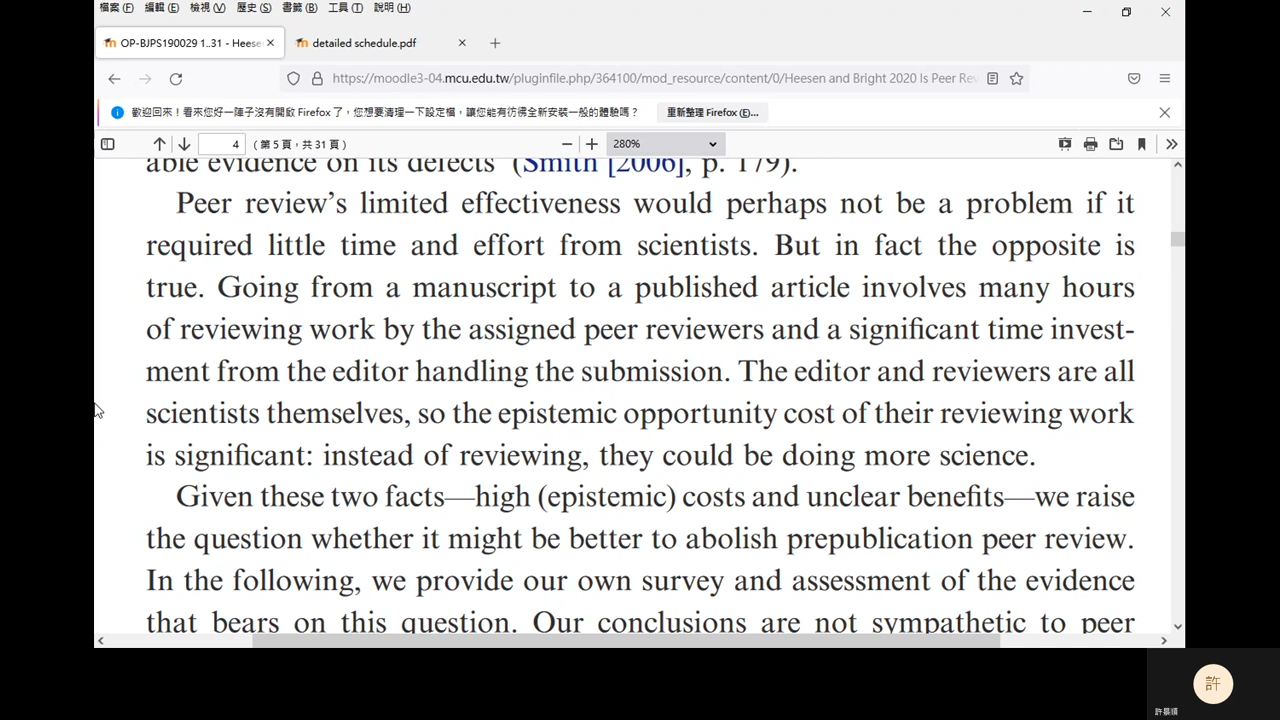 檔案(F) 編輯(E) 檢視(V) 歷史(S) 書籤(B) 工具(T) 說明(H)
OP-BJPS190029 1..31 - Heese
detailed schedule.pdf
https://moodle3-04.mcu.edu.tw/pluginfile.php/364100/mod_resource/content/0/Heesen and Bright 2020 Is Peer Rev
歡迎回來！看來您好一陣子沒有開啟 Firefox 了，您想要清理一下設定檔，讓您能有彷彿全新安裝一般的體驗嗎？ 重新整理 Firefox (E)...
4 (第 5 頁，共 31 頁) 280%
able evidence on its defects' (Smith [2006], p. 179).
Peer review's limited effectiveness would perhaps not be a problem if it
required little time and effort from scientists. But in fact the opposite is
true. Going from a manuscript to a published article involves many hours
of reviewing work by the assigned peer reviewers and a significant time invest-
ment from the editor handling the submission. The editor and reviewers are all
scientists themselves, so the epistemic opportunity cost of their reviewing work
is significant: instead of reviewing, they could be doing more science.
Given these two facts—high (epistemic) costs and unclear benefits—we raise
the question whether it might be better to abolish prepublication peer review.
In the following, we provide our own survey and assessment of the evidence
that bears on this question. Our conclusions are not sympathetic to peer
許